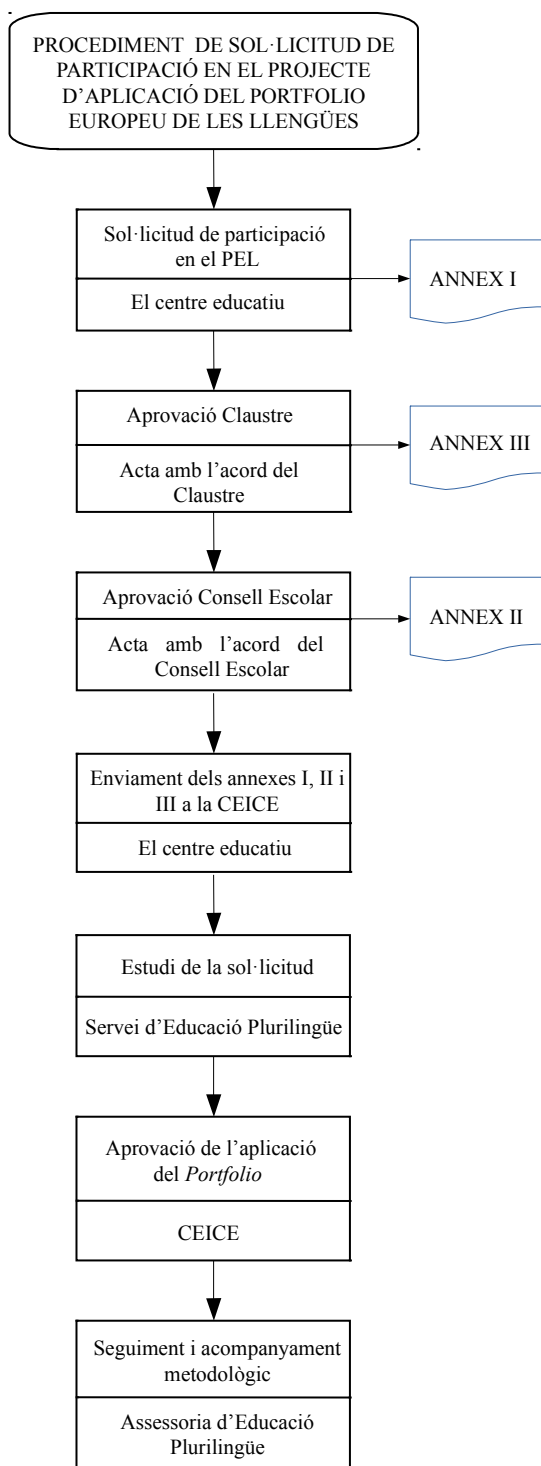 PROCEDIMENT DE SOL·LICITUD DE
PARTICIPACIÓ EN EL PROJECTE
D’APLICACIÓ DEL PORTFOLIO
EUROPEU DE LES LLENGÜES
Sol·licitud de participació
en el PEL
El centre educatiu
ANNEX I
Aprovació Claustre
Acta amb l’acord del
Claustre
ANNEX III
Aprovació Consell Escolar
Acta amb l’acord del
Consell Escolar
ANNEX II
Enviament dels annexes I, II i
III a la CEICE
El centre educatiu
Estudi de la sol·licitud
Servei d’Educació Plurilingüe
Aprovació de l’aplicació
del Portfolio
CEICE
Seguiment i acompanyament
metodològic
Assessoria d’Educació
Plurilingüe